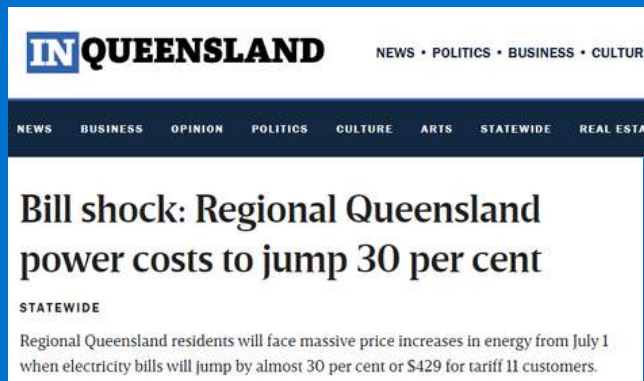 INQUEENSLAND
NEWS • POLITICS • BUSINESS • CULTUR
NEWS BUSINESS OPINION POLITICS CULTURE ARTS STATEWIDE REAL ESTA
Bill shock: Regional Queensland
power costs to jump 30 per cent
STATEWIDE
Regional Queensland residents will face massive price increases in energy from July 1
when electricity bills will jump by almost 30 per cent or $429 for tariff 11 customers.